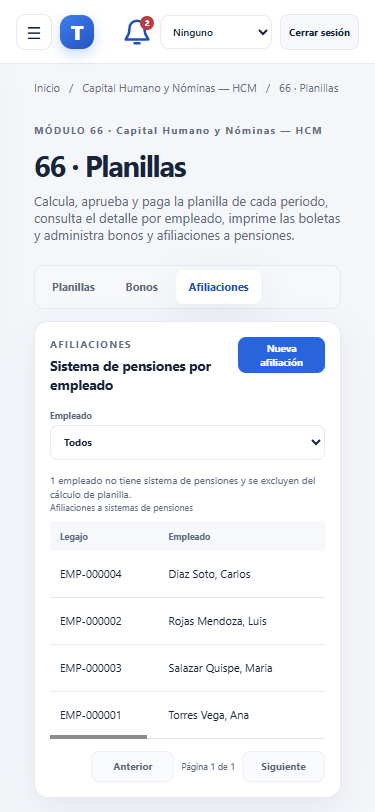 ☰
T
2
Ninguno
Cerrar sesión
Inicio / Capital Humano y Nóminas — HCM / 66 · Planillas
MÓDULO 66 · Capital Humano y Nóminas — HCM
66 · Planillas
Calcula, aprueba y paga la planilla de cada periodo,
consulta el detalle por empleado, imprime las boletas
y administra bonos y afiliaciones a pensiones.
Planillas Bonos Afiliaciones
AFILIACIONES
Sistema de pensiones por
empleado
Nueva
afiliación
Empleado
Todos
1 empleado no tiene sistema de pensiones y se excluyen del
cálculo de planilla.
Afiliaciones a sistemas de pensiones
Legajo Empleado
EMP-000004 Diaz Soto, Carlos
EMP-000002 Rojas Mendoza, Luis
EMP-000003 Salazar Quispe, Maria
EMP-000001 Torres Vega, Ana
Anterior Página 1 de 1 Siguiente